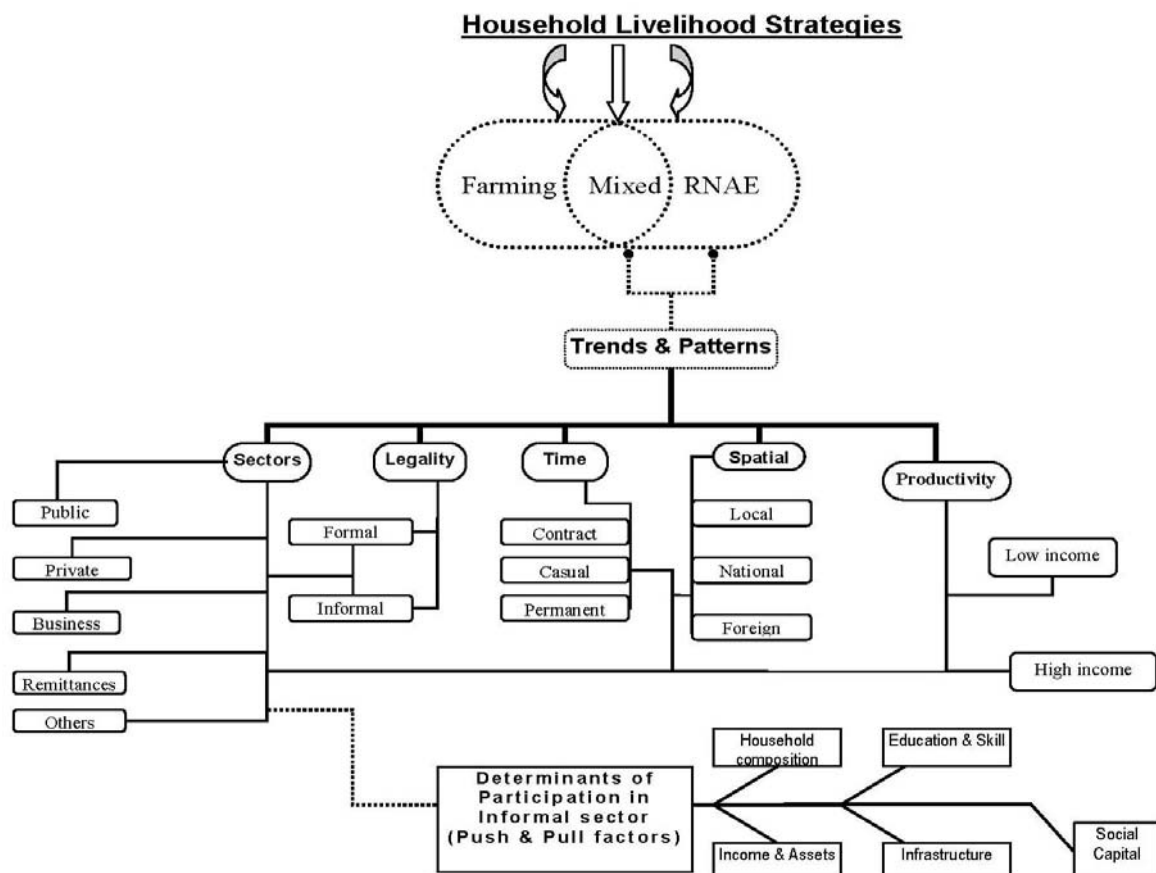 Household Livelihood Strategies
Farming Mixed RNAE
Trends & Patterns
Sectors Legality Time Spatial Productivity
Public
Private
Business
Remittances
Others
Formal
Informal
Contract
Casual
Permanent
Local
National
Foreign
Low income
High income
Determinants of
Participation in
Informal sector
(Push & Pull factors)
Household
composition
Education & Skill
Income & Assets
Infrastructure
Social
Capital